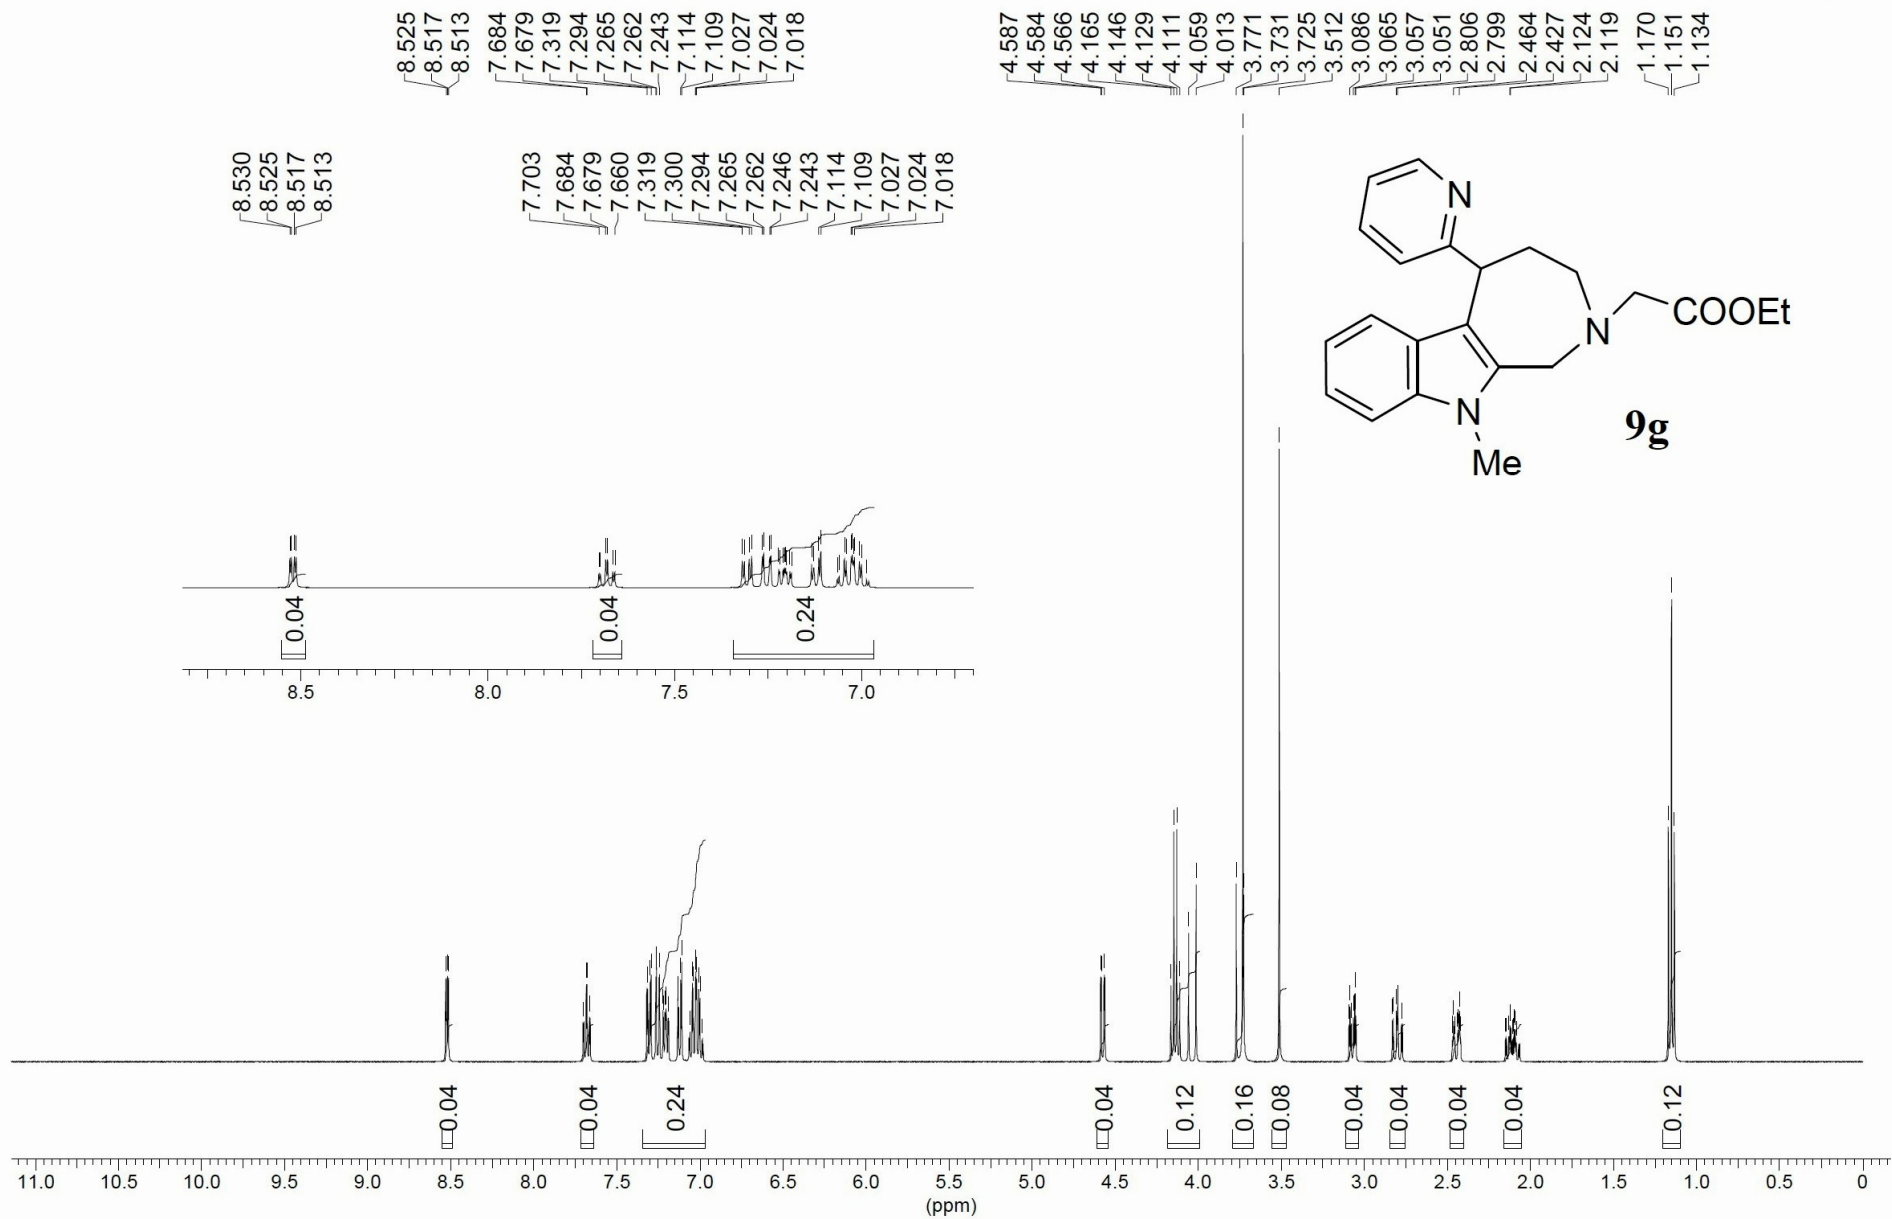 8.525 8.517 8.513 7.684 7.679 7.319 7.294 7.265 7.262 7.243 7.114 7.109 7.027 7.024 7.018 4.587 4.584 4.566 4.165 4.146 4.129 4.111 4.059 4.013 3.771 3.731 3.725 3.512 3.086 3.065 3.057 3.051 2.806 2.799 2.464 2.427 2.124 2.119 1.170 1.151 1.134
8.530 8.525 8.517 8.513 7.703 7.684 7.679 7.660 7.319 7.300 7.294 7.265 7.262 7.246 7.243 7.114 7.109 7.027 7.024 7.018
N
N
COOEt
N
Me
9g
0.04 0.04 0.24
8.5 8.0 7.5 7.0
0.04 0.04 0.24 0.04 0.12 0.16 0.08 0.04 0.04 0.04 0.04 0.12
11.0 10.5 10.0 9.5 9.0 8.5 8.0 7.5 7.0 6.5 6.0 5.5 5.0 4.5 4.0 3.5 3.0 2.5 2.0 1.5 1.0 0.5 0
(ppm)